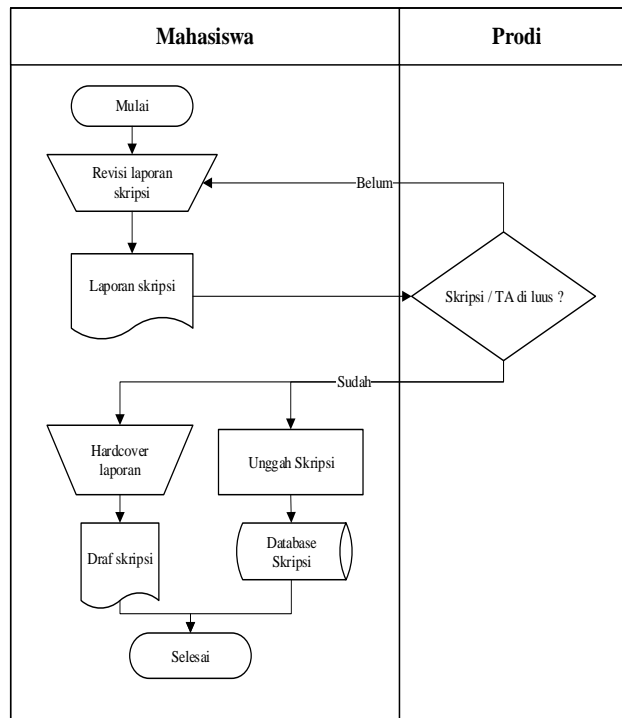 Mahasiswa
Prodi
Mulai
Revisi laporan
skripsi
Belum
Laporan skripsi
Skripsi / TA di luus ?
Sudah
Hardcover
laporan
Unggah Skripsi
Draf skripsi
Database
Skripsi
Selesai